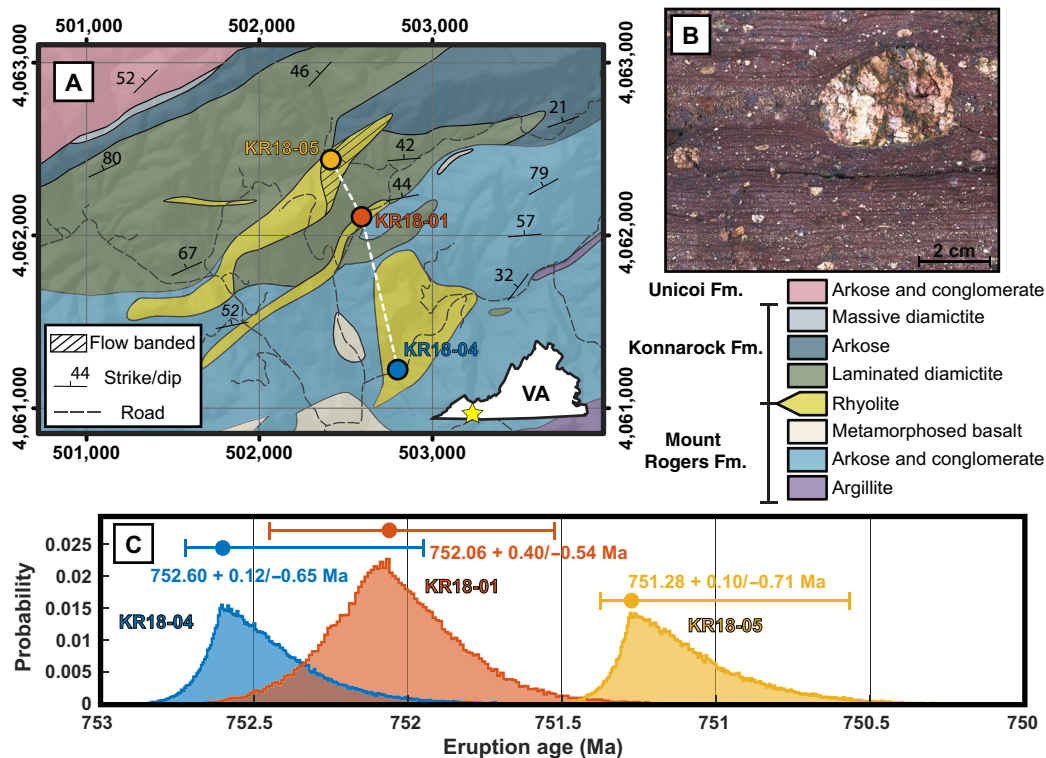 501,000 502,000 503,000
4,063,000
4,062,000
4,061,000
A
52
46
21
80
42
44
79
57
67
32
52
KR18-05
KR18-01
KR18-04
Flow banded
44 Strike/dip
Road
VA
4,063,000
4,062,000
4,061,000
501,000 502,000 503,000
B
2 cm
Unicoi Fm.
Konnarock Fm.
Mount
Rogers Fm.
Arkose and conglomerate
Massive diamictite
Arkose
Laminated diamictite
Rhyolite
Metamorphosed basalt
Arkose and conglomerate
Argillite
C
Probability
0.025
0.02
0.015
0.01
0.005
0
752.60 + 0.12/−0.65 Ma
KR18-04
752.06 + 0.40/−0.54 Ma
KR18-01
751.28 + 0.10/−0.71 Ma
KR18-05
753 752.5 752 751.5 751 750.5 750
Eruption age (Ma)